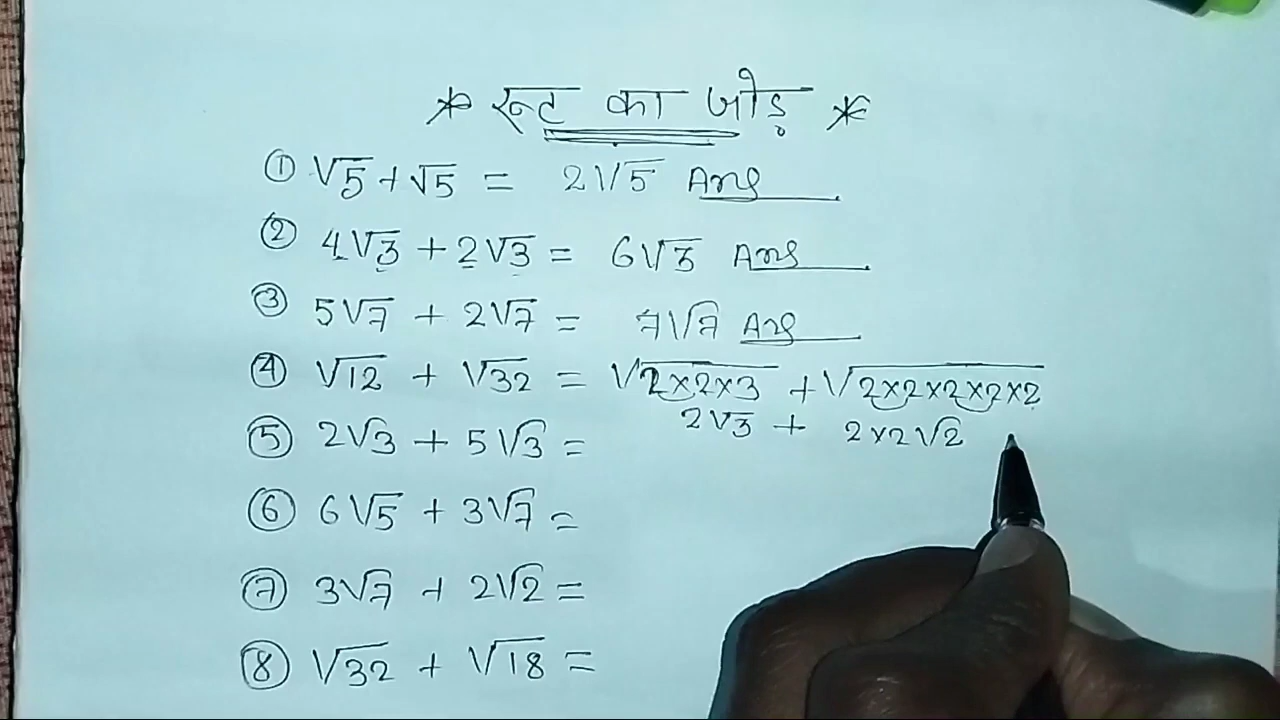 * रूट का जोड़ *
① √5 + √5 = 2√5 Ans
② 4√3 + 2√3 = 6√3 Ans
③ 5√7 + 2√7 = 7√7 Ans
④ √12 + √32 = √2×2×3 + √2×2×2×2×2
2√3 + 2×2√2
⑤ 2√3 + 5√3 =
⑥ 6√5 + 3√7 =
⑦ 3√7 + 2√2 =
⑧ √32 + √18 =